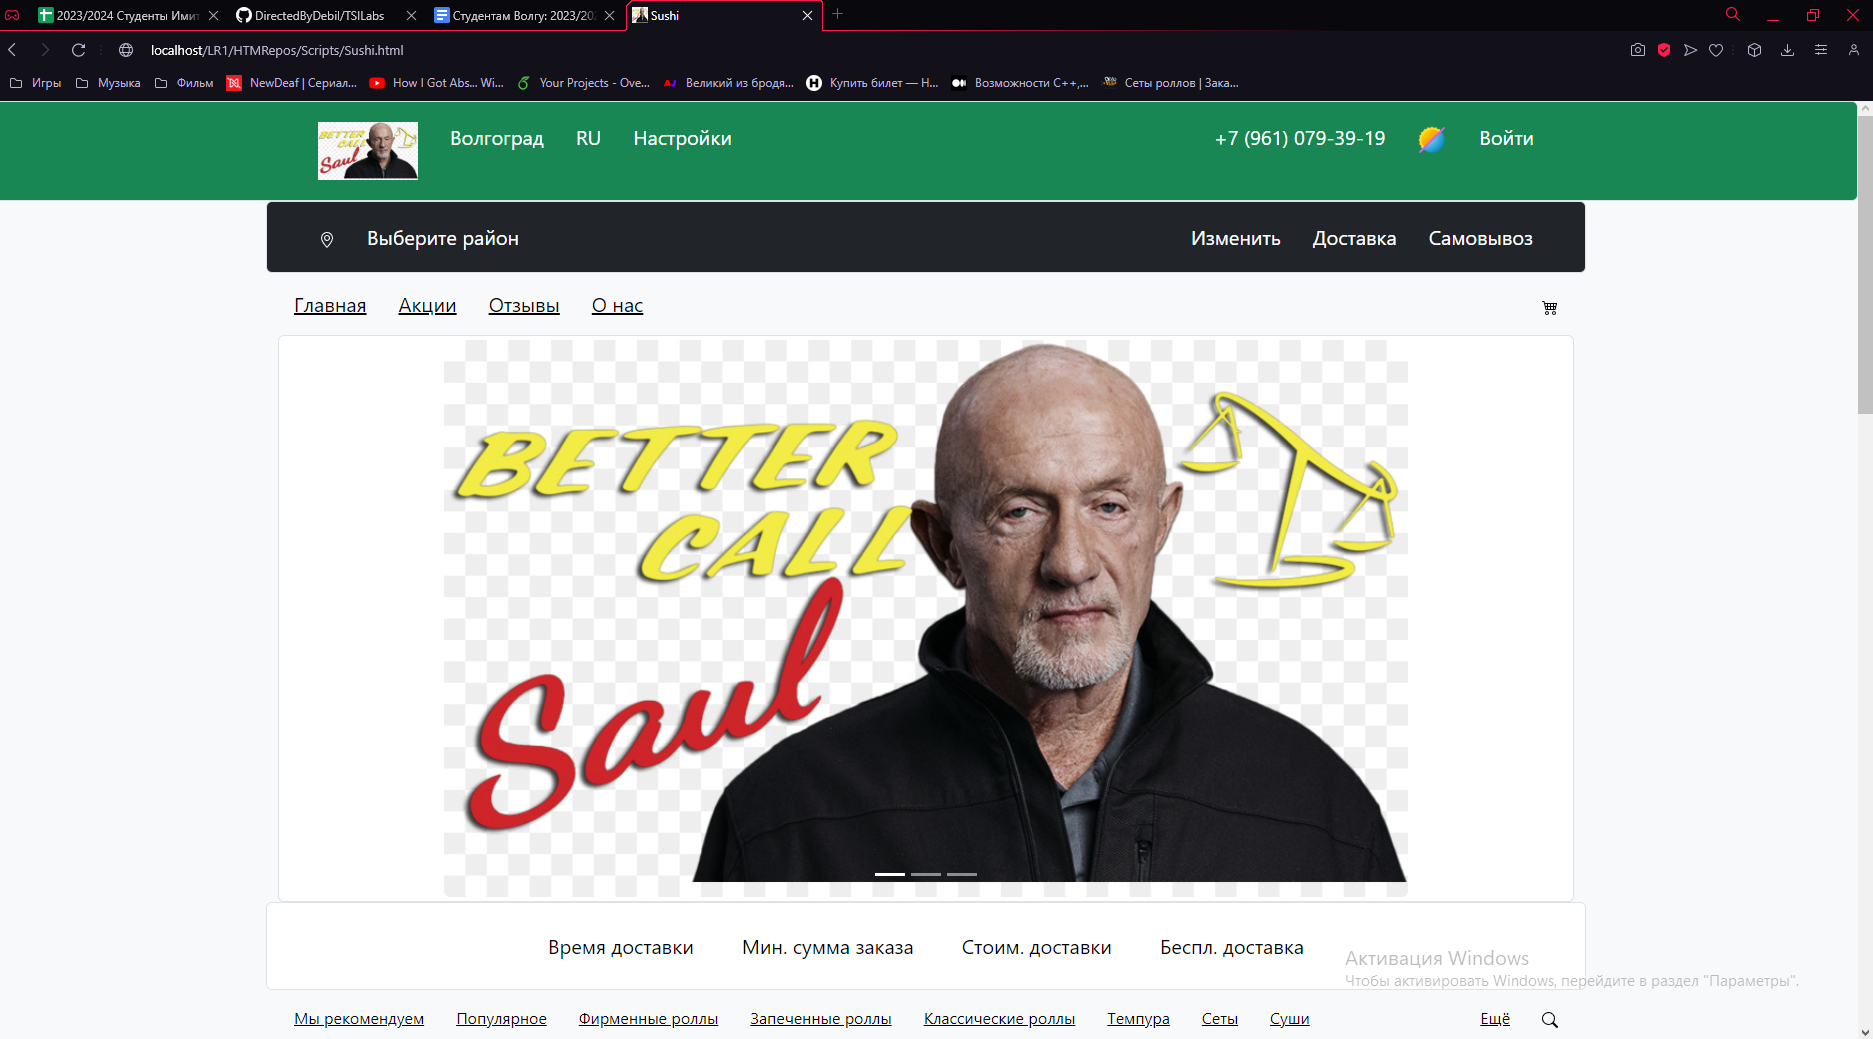 2023/2024 Студенты Имит
DirectedByDebil/TSILabs
Студентам Волгу: 2023/20
Sushi
localhost/LR1/HTMRepos/Scripts/Sushi.html
Игры
Музыка
Фильм
NewDeaf | Сериал...
How I Got Abs... Wi...
Your Projects - Ove...
Великий из бродя...
Купить билет — Н...
Возможности C++,...
Сеты роллов | Зака...
BETTER CALL Saul
Волгоград
RU
Настройки
+7 (961) 079-39-19
Войти
Выберите район
Изменить
Доставка
Самовывоз
Главная
Акции
Отзывы
О нас
BETTER
CALL
Saul
Время доставки
Мин. сумма заказа
Стоим. доставки
Беспл. доставка
Активация Windows
Чтобы активировать Windows, перейдите в раздел "Параметры".
Мы рекомендуем
Популярное
Фирменные роллы
Запеченные роллы
Классические роллы
Темпура
Сеты
Суши
Ещё